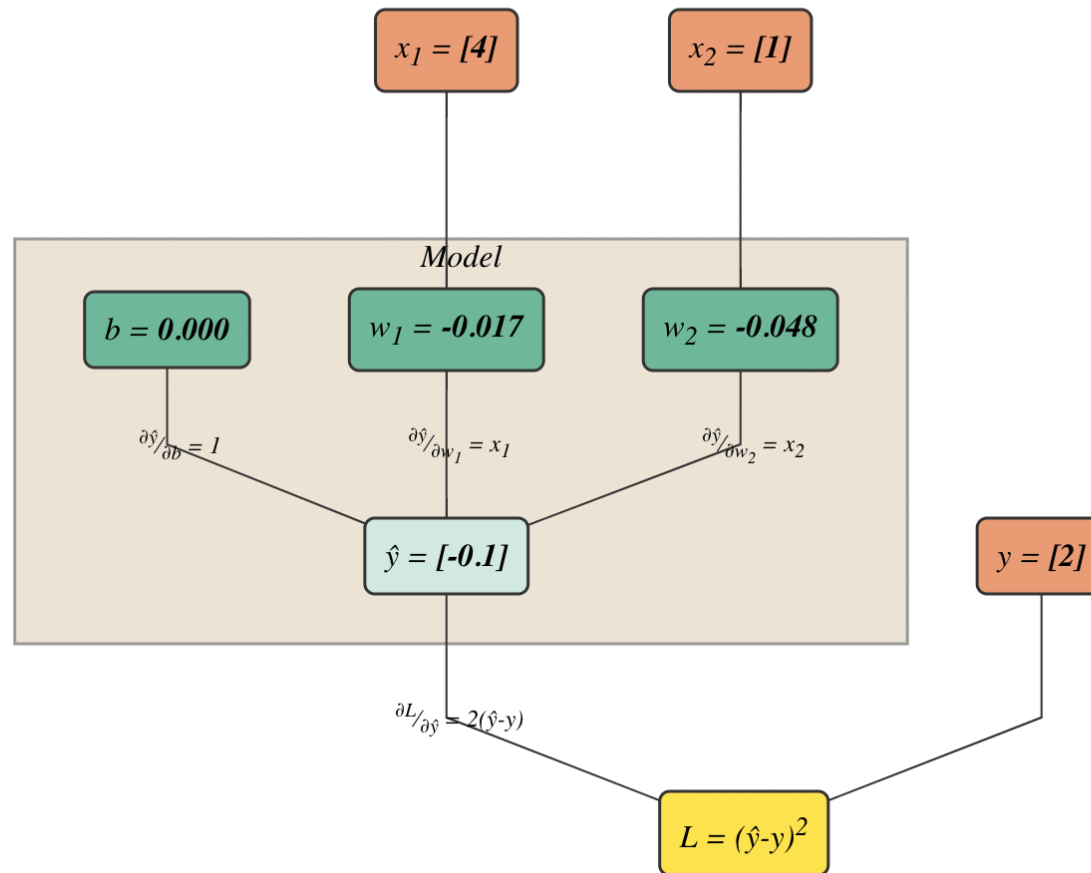 x₁ = [4]
x₂ = [1]
Model
b = 0.000
w₁ = -0.017
w₂ = -0.048
∂ŷ/∂b = 1
∂ŷ/∂w₁ = x₁
∂ŷ/∂w₂ = x₂
ŷ = [-0.1]
y = [2]
∂L/∂ŷ = 2(ŷ-y)
L = (ŷ-y)²